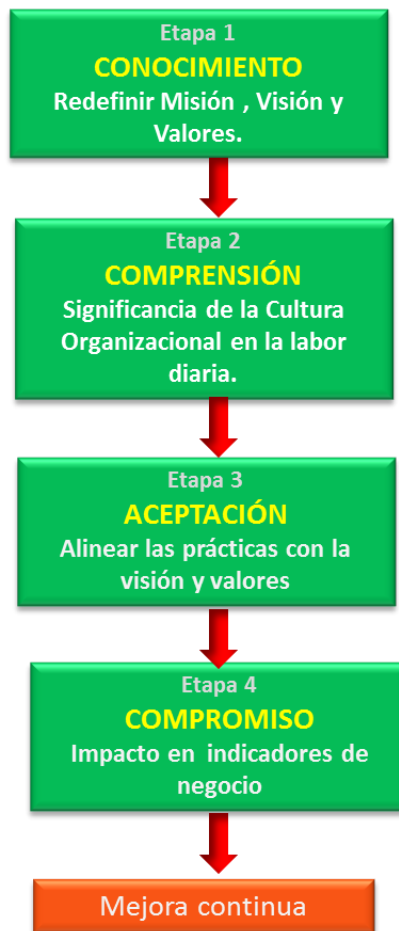 Etapa 1
CONOCIMIENTO
Redefinir Misión , Visión y
Valores.
Etapa 2
COMPRENSIÓN
Significancia de la Cultura
Organizacional en la labor
diaria.
Etapa 3
ACEPTACIÓN
Alinear las prácticas con la
visión y valores
Etapa 4
COMPROMISO
Impacto en indicadores de
negocio
Mejora continua